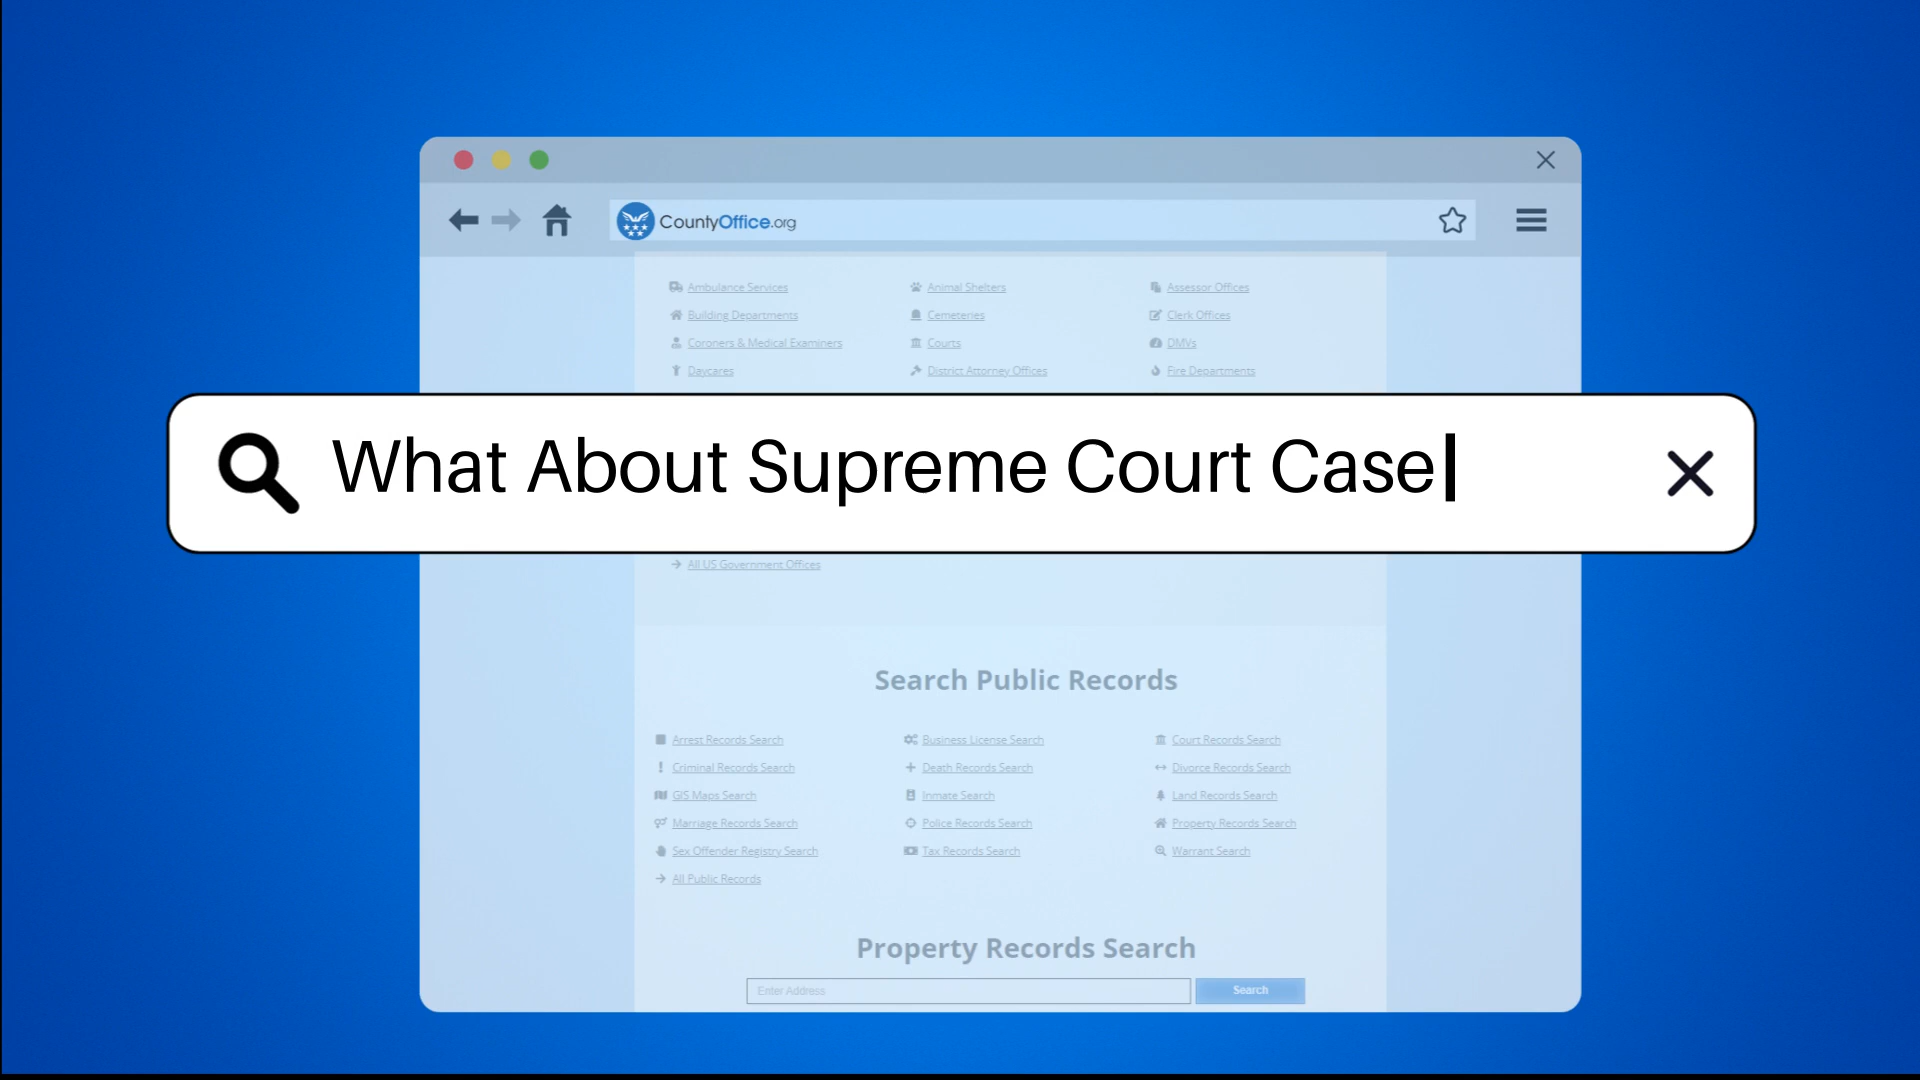 CountyOffice.org
Ambulance Services Animal Shelters Assessor Offices
Building Departments Cemeteries Clerk Offices
Coroners & Medical Examiners Courts DMVs
Daycares District Attorney Offices Fire Departments
What About Supreme Court Case
All US Government Offices
Search Public Records
Arrest Records Search Business License Search Court Records Search
Criminal Records Search Death Records Search Divorce Records Search
GIS Maps Search Inmate Search Land Records Search
Marriage Records Search Police Records Search Property Records Search
Sex Offender Registry Search Tax Records Search Warrant Search
All Public Records
Property Records Search
Enter Address Search